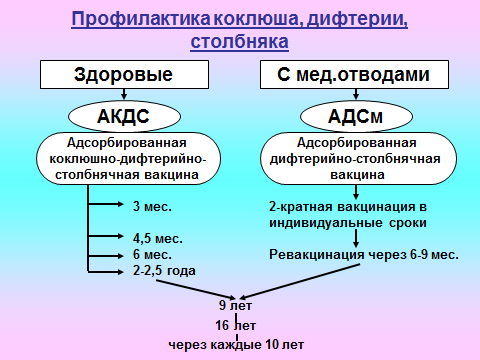 Профилактика коклюша, дифтерии,
столбняка
Здоровые
С мед.отводами
АКДС
АДСм
Адсорбированная
коклюшно-дифтерийно-
столбнячная вакцина
Адсорбированная
дифтерийно-столбнячная
вакцина
3 мес.
4,5 мес.
6 мес.
2-2,5 года
2-кратная вакцинация в
индивидуальные сроки
Ревакцинация через 6-9 мес.
9 лет
16 лет
через каждые 10 лет